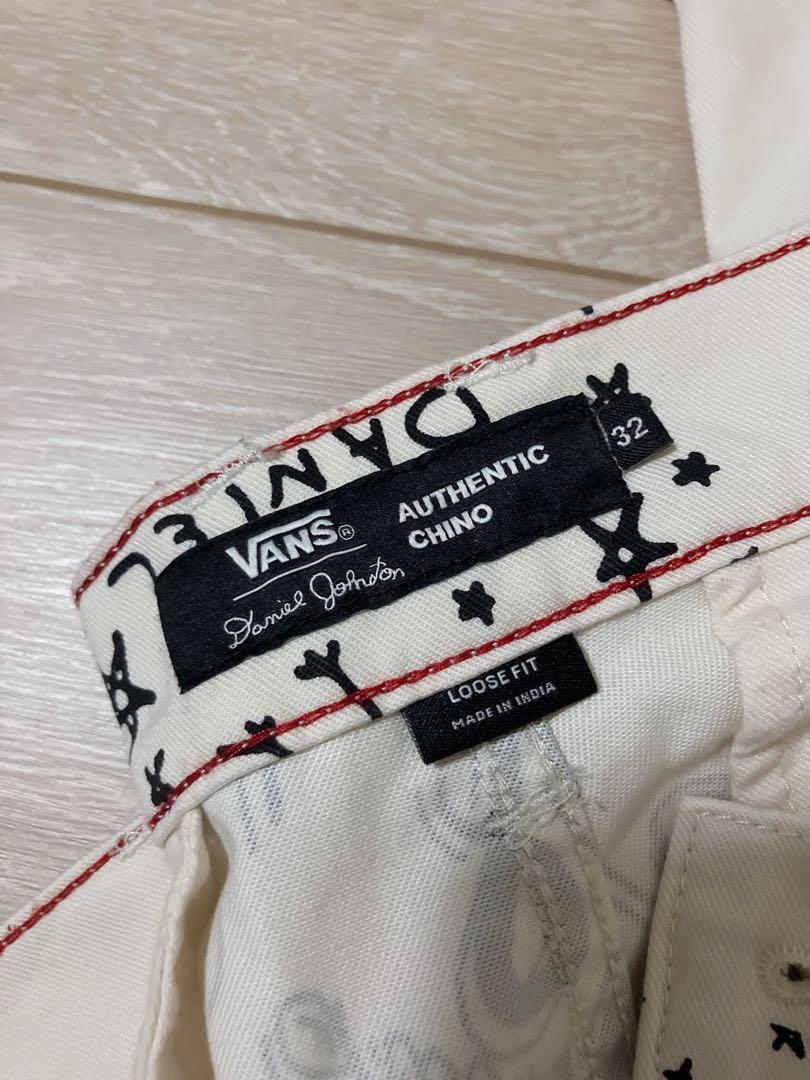 DANIEL
VANS®
Daniel Johnston
AUTHENTIC
CHINO
32
LOOSE FIT
MADE IN INDIA